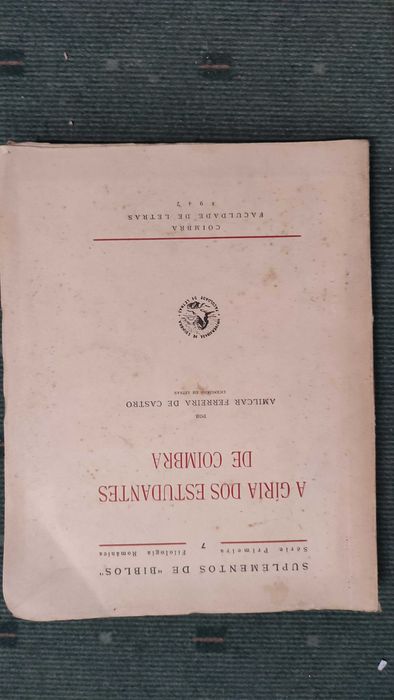 SUPLEMENTOS DE "BIBLOS"
Série Primeira Filologia Românica
7
A GÍRIA DOS ESTUDANTES
DE COIMBRA
POR
AMILCAR FERREIRA DE CASTRO
LICENCIADO EM LETRAS
COIMBRA
FACULDADE DE LETRAS
1947